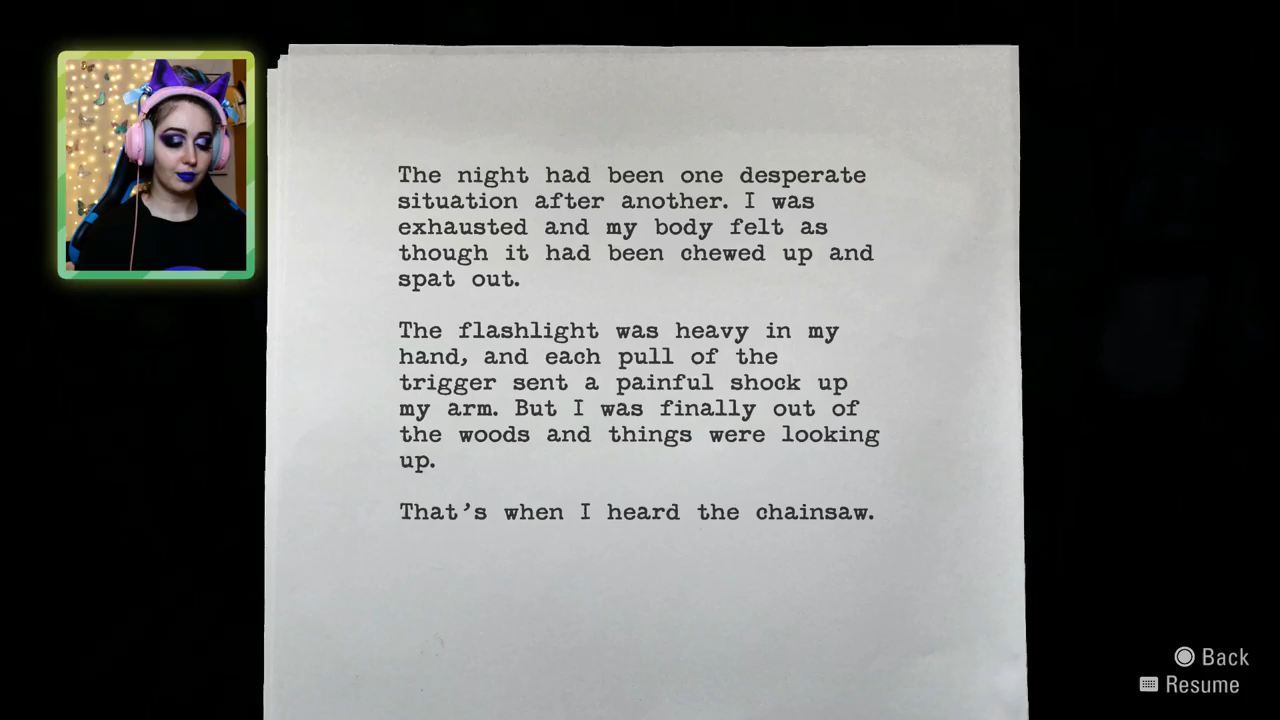 The night had been one desperate
situation after another. I was
exhausted and my body felt as
though it had been chewed up and
spat out.
The flashlight was heavy in my
hand, and each pull of the
trigger sent a painful shock up
my arm. But I was finally out of
the woods and things were looking
up.
That's when I heard the chainsaw.
Back
Resume